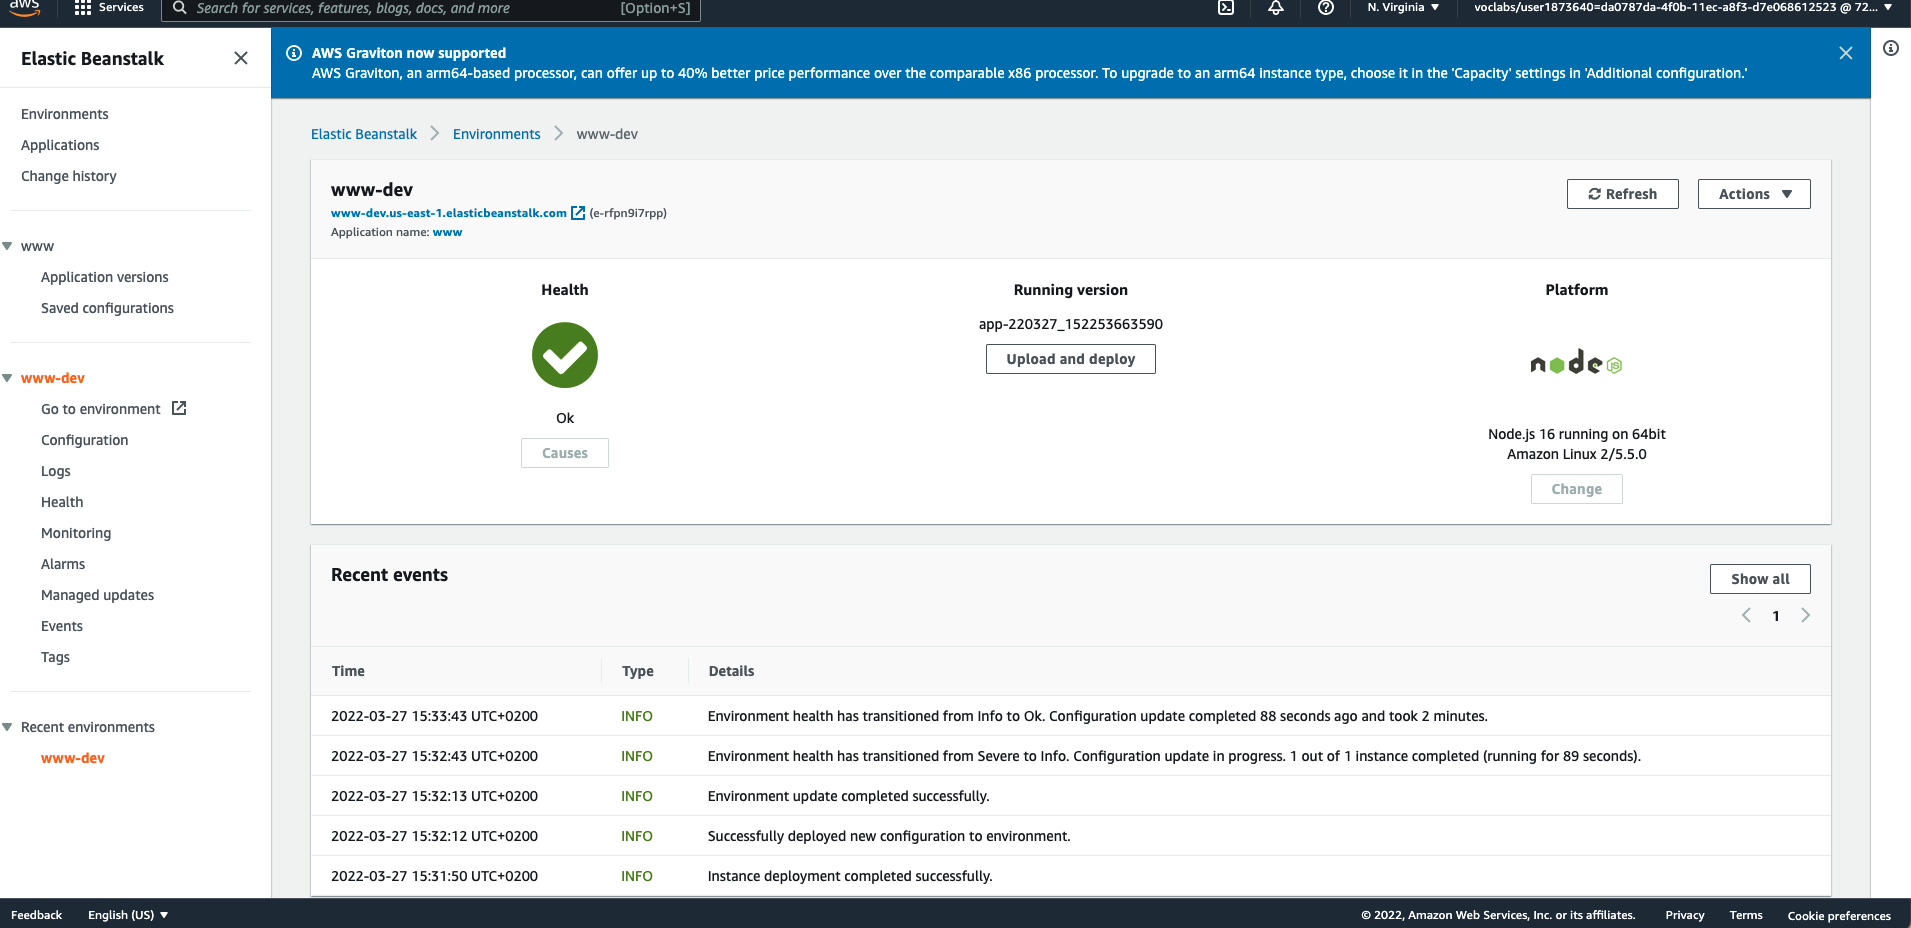 aws
Services
Search for services, features, blogs, docs, and more
[Option+S]
N. Virginia
voclabs/user1873640=da0787da-4f0b-11ec-a8f3-d7e068612523 @ 72...
Elastic Beanstalk
Environments
Applications
Change history
www
Application versions
Saved configurations
www-dev
Go to environment
Configuration
Logs
Health
Monitoring
Alarms
Managed updates
Events
Tags
Recent environments
www-dev
AWS Graviton now supported
AWS Graviton, an arm64-based processor, can offer up to 40% better price performance over the comparable x86 processor. To upgrade to an arm64 instance type, choose it in the 'Capacity' settings in 'Additional configuration.'
Elastic Beanstalk > Environments > www-dev
www-dev
www-dev.us-east-1.elasticbeanstalk.com (e-rfpn9i7rpp)
Application name: www
Refresh
Actions
Health
Ok
Causes
Running version
app-220327_152253663590
Upload and deploy
Platform
node JS
Node.js 16 running on 64bit
Amazon Linux 2/5.5.0
Change
Recent events
Show all
1
Time Type Details
2022-03-27 15:33:43 UTC+0200 INFO Environment health has transitioned from Info to Ok. Configuration update completed 88 seconds ago and took 2 minutes.
2022-03-27 15:32:43 UTC+0200 INFO Environment health has transitioned from Severe to Info. Configuration update in progress. 1 out of 1 instance completed (running for 89 seconds).
2022-03-27 15:32:13 UTC+0200 INFO Environment update completed successfully.
2022-03-27 15:32:12 UTC+0200 INFO Successfully deployed new configuration to environment.
2022-03-27 15:31:50 UTC+0200 INFO Instance deployment completed successfully.
Feedback English (US) © 2022, Amazon Web Services, Inc. or its affiliates. Privacy Terms Cookie preferences